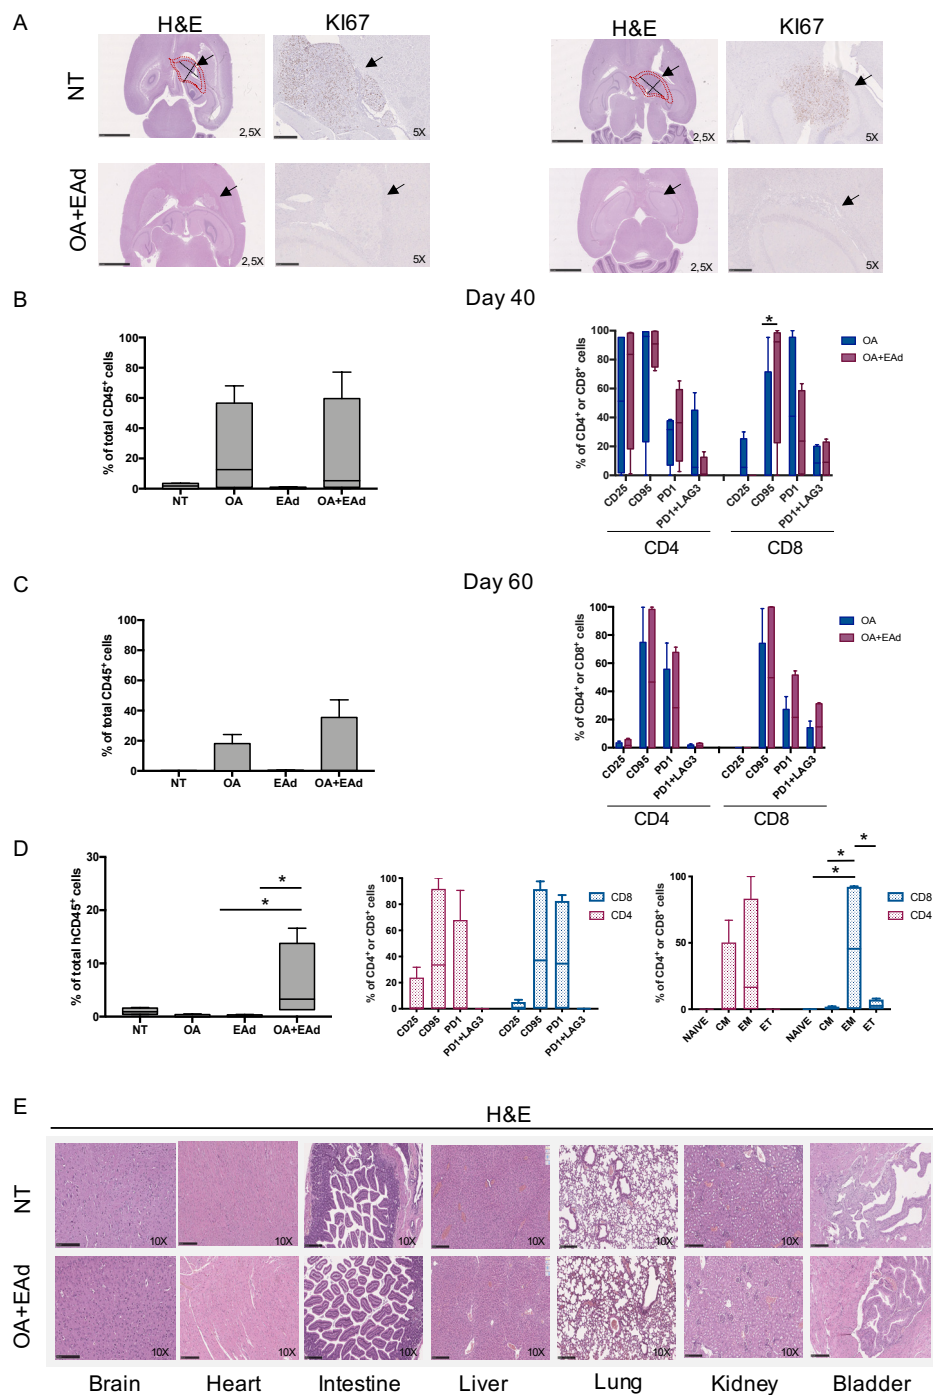 A
H&E
KI67
H&E
KI67
NT
2,5X
5X
2,5X
5X
OA+EAd
2,5X
5X
2,5X
5X
B
Day 40
% of total CD45⁺ cells
100
80
60
40
20
0
NT
OA
EAd
OA+EAd
% of CD4⁺ or CD8⁺ cells
100
80
60
40
20
0
*
OA
OA+EAd
CD25
CD95
PD1
PD1+LAG3
CD25
CD95
PD1
PD1+LAG3
CD4
CD8
C
Day 60
% of total CD45⁺ cells
100
80
60
40
20
0
NT
OA
EAd
OA+EAd
% of CD4⁺ or CD8⁺ cells
100
80
60
40
20
0
OA
OA+EAd
CD25
CD95
PD1
PD1+LAG3
CD25
CD95
PD1
PD1+LAG3
CD4
CD8
D
% of total hCD45⁺ cells
30
20
10
5
0
*
*
NT
OA
EAd
OA+EAd
% of CD4⁺ or CD8⁺ cells
100
80
60
40
20
0
CD8
CD4
CD25
CD95
PD1
PD1+LAG3
CD25
CD95
PD1
PD1+LAG3
% of CD4⁺ or CD8⁺ cells
100
50
0
*
*
*
CD8
CD4
NAIVE
CM
EM
ET
NAIVE
CM
EM
ET
E
H&E
NT
10X
10X
10X
10X
10X
10X
10X
OA+EAd
10X
10X
10X
10X
10X
10X
10X
Brain
Heart
Intestine
Liver
Lung
Kidney
Bladder